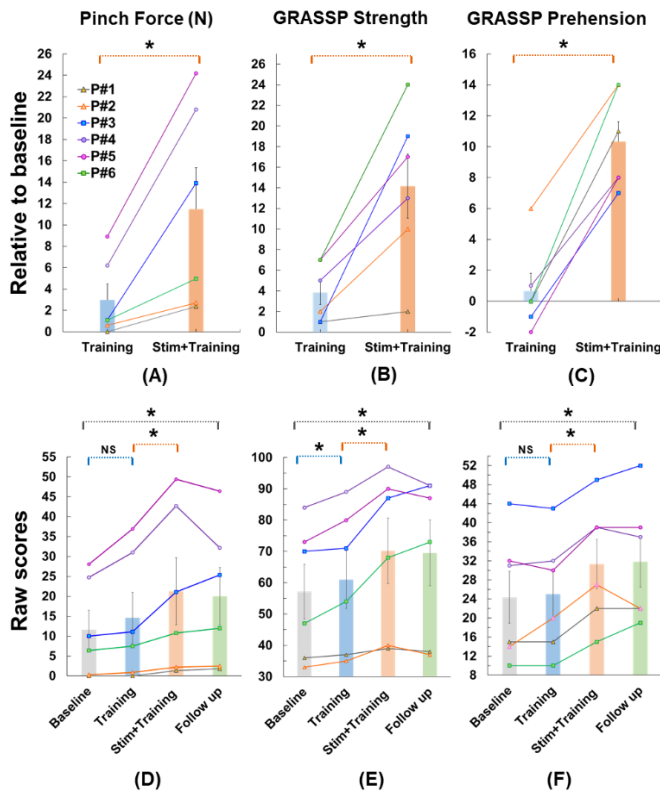 Pinch Force (N)
GRASSP Strength
GRASSP Prehension
Relative to baseline
*
26
24
22
20
18
16
14
12
10
8
6
4
2
0
P#1
P#2
P#3
P#4
P#5
P#6
Training
Stim+Training
(A)
*
26
24
22
20
18
16
14
12
10
8
6
4
2
0
Training
Stim+Training
(B)
*
16
14
12
10
8
6
4
2
0
-2
Training
Stim+Training
(C)
Raw scores
*
NS
*
55
50
45
40
35
30
25
20
15
10
5
0
Baseline
Training
Stim+Training
Follow up
(D)
*
*
*
100
90
80
70
60
50
40
30
Baseline
Training
Stim+Training
Follow up
(E)
*
NS
*
52
48
44
40
36
32
28
24
20
16
12
8
Baseline
Training
Stim+Training
Follow up
(F)